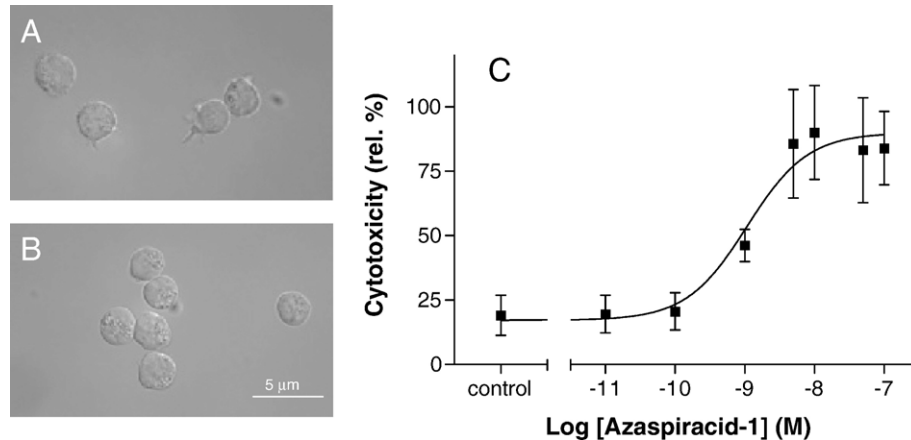 A
B
5 µm
C
Cytotoxicity (rel. %)
100
75
50
25
0
control
-11
-10
-9
-8
-7
Log [Azaspiracid-1] (M)